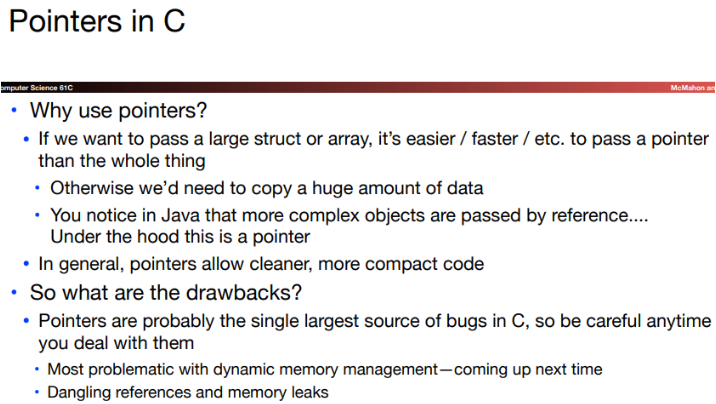 Pointers in C
omputer Science 61C
McMahon an
• Why use pointers?
• If we want to pass a large struct or array, it's easier / faster / etc. to pass a pointer
than the whole thing
• Otherwise we'd need to copy a huge amount of data
• You notice in Java that more complex objects are passed by reference....
Under the hood this is a pointer
• In general, pointers allow cleaner, more compact code
• So what are the drawbacks?
• Pointers are probably the single largest source of bugs in C, so be careful anytime
you deal with them
• Most problematic with dynamic memory management—coming up next time
• Dangling references and memory leaks